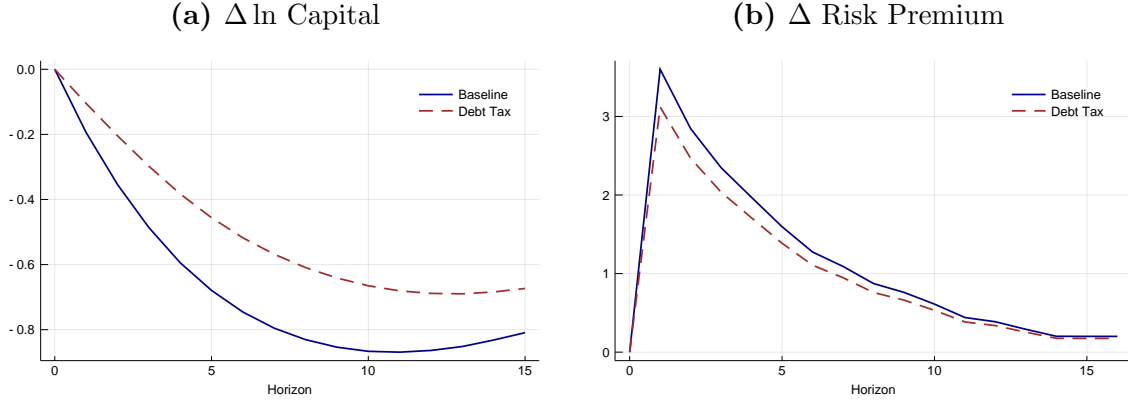 (a) Δ ln Capital
(b) Δ Risk Premium
0.0
- 0.2
- 0.4
- 0.6
- 0.8
0
5
10
15
Horizon
Baseline
Debt Tax
3
2
1
0
0
5
10
15
Horizon
Baseline
Debt Tax